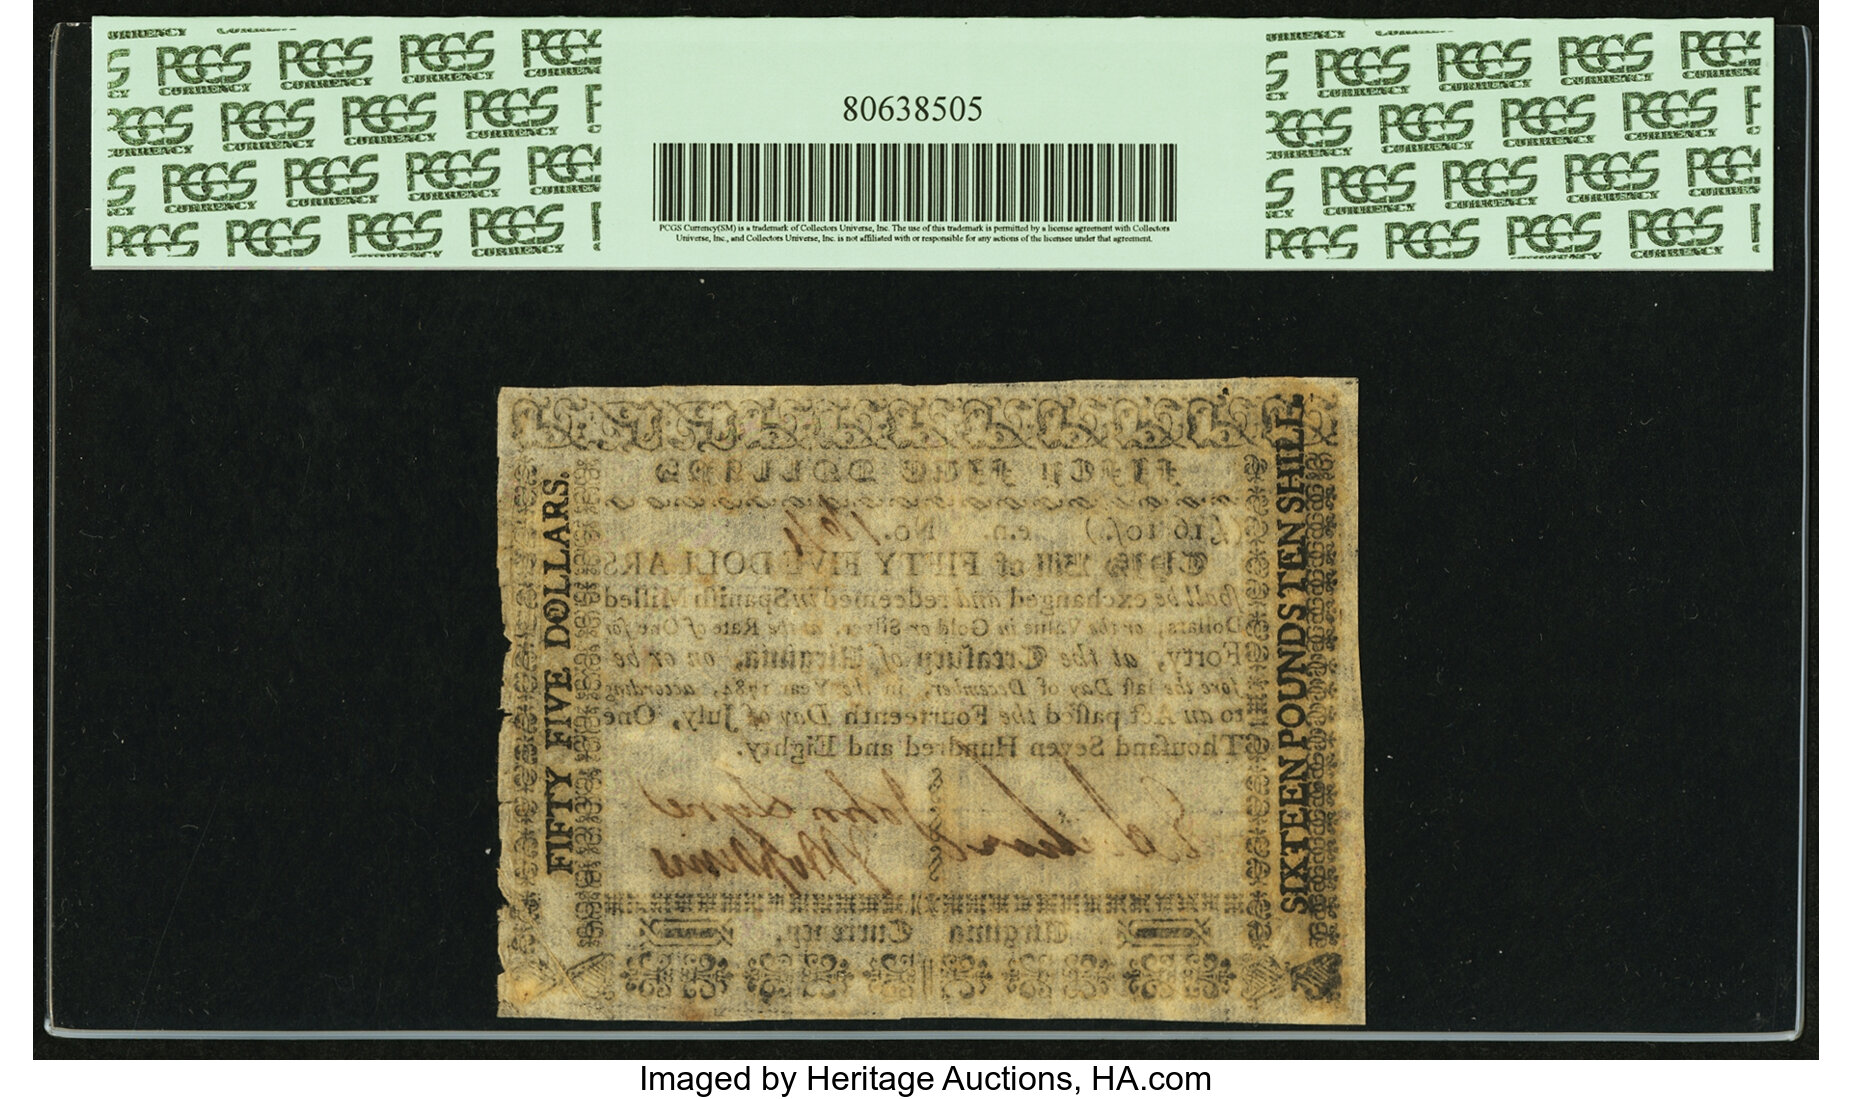 PCGS CURRENCY
80638505
PCGS Currency(SM) is a trademark of Collectors Universe, Inc. The use of this trademark is permitted by a license agreement with Collectors
Universe, Inc., and Collectors Universe, Inc. is not affiliated with or responsible for any actions of the licensee under that agreement.
FIFTY FIVE DOLLARS.
SIXTEEN POUNDS TEN SHILL.
FIFTY FIVE DOLLARS
(£16 10/.) No.
This Bill of FIFTY FIVE DOLLARS
shall be exchanged and redeemed in Spanish Milled
Dollars, or the Value in Gold or Silver, at the Rate of One for
Forty, at the Treasury of Virginia, on or be
fore the last Day of December, in the Year 1784, according
to an Act passed the Fourteenth Day of July, One
Thousand Seven Hundred and Eighty.
John Lyne
Virginia Currency.
Imaged by Heritage Auctions, HA.com